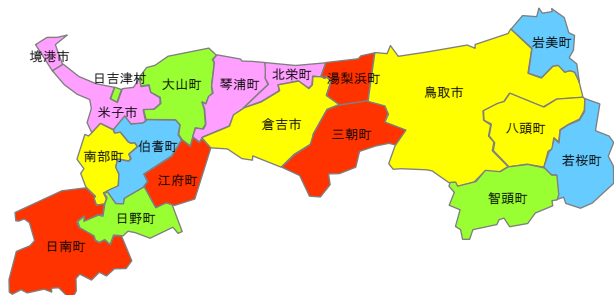 境港市
日吉津村
米子市
大山町
琴浦町
北栄町
湯梨浜町
鳥取市
岩美町
倉吉市
三朝町
八頭町
若桜町
智頭町
南部町
伯耆町
江府町
日野町
日南町